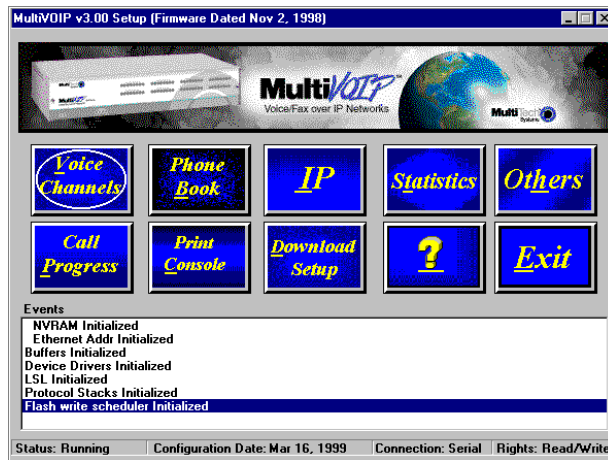 MultiVOIP v3.00 Setup (Firmware Dated Nov 2, 1998)
MultiVOIP™
Voice/Fax over IP Networks
MultiTech
Systems
Voice Channels
Phone Book
IP
Statistics
Others
Call Progress
Print Console
Download Setup
?
Exit
Events
NVRAM Initialized
Ethernet Addr Initialized
Buffers Initialized
Device Drivers Initialized
LSL Initialized
Protocol Stacks Initialized
Flash write scheduler Initialized
Status: Running
Configuration Date: Mar 16, 1999
Connection: Serial
Rights: Read/Write